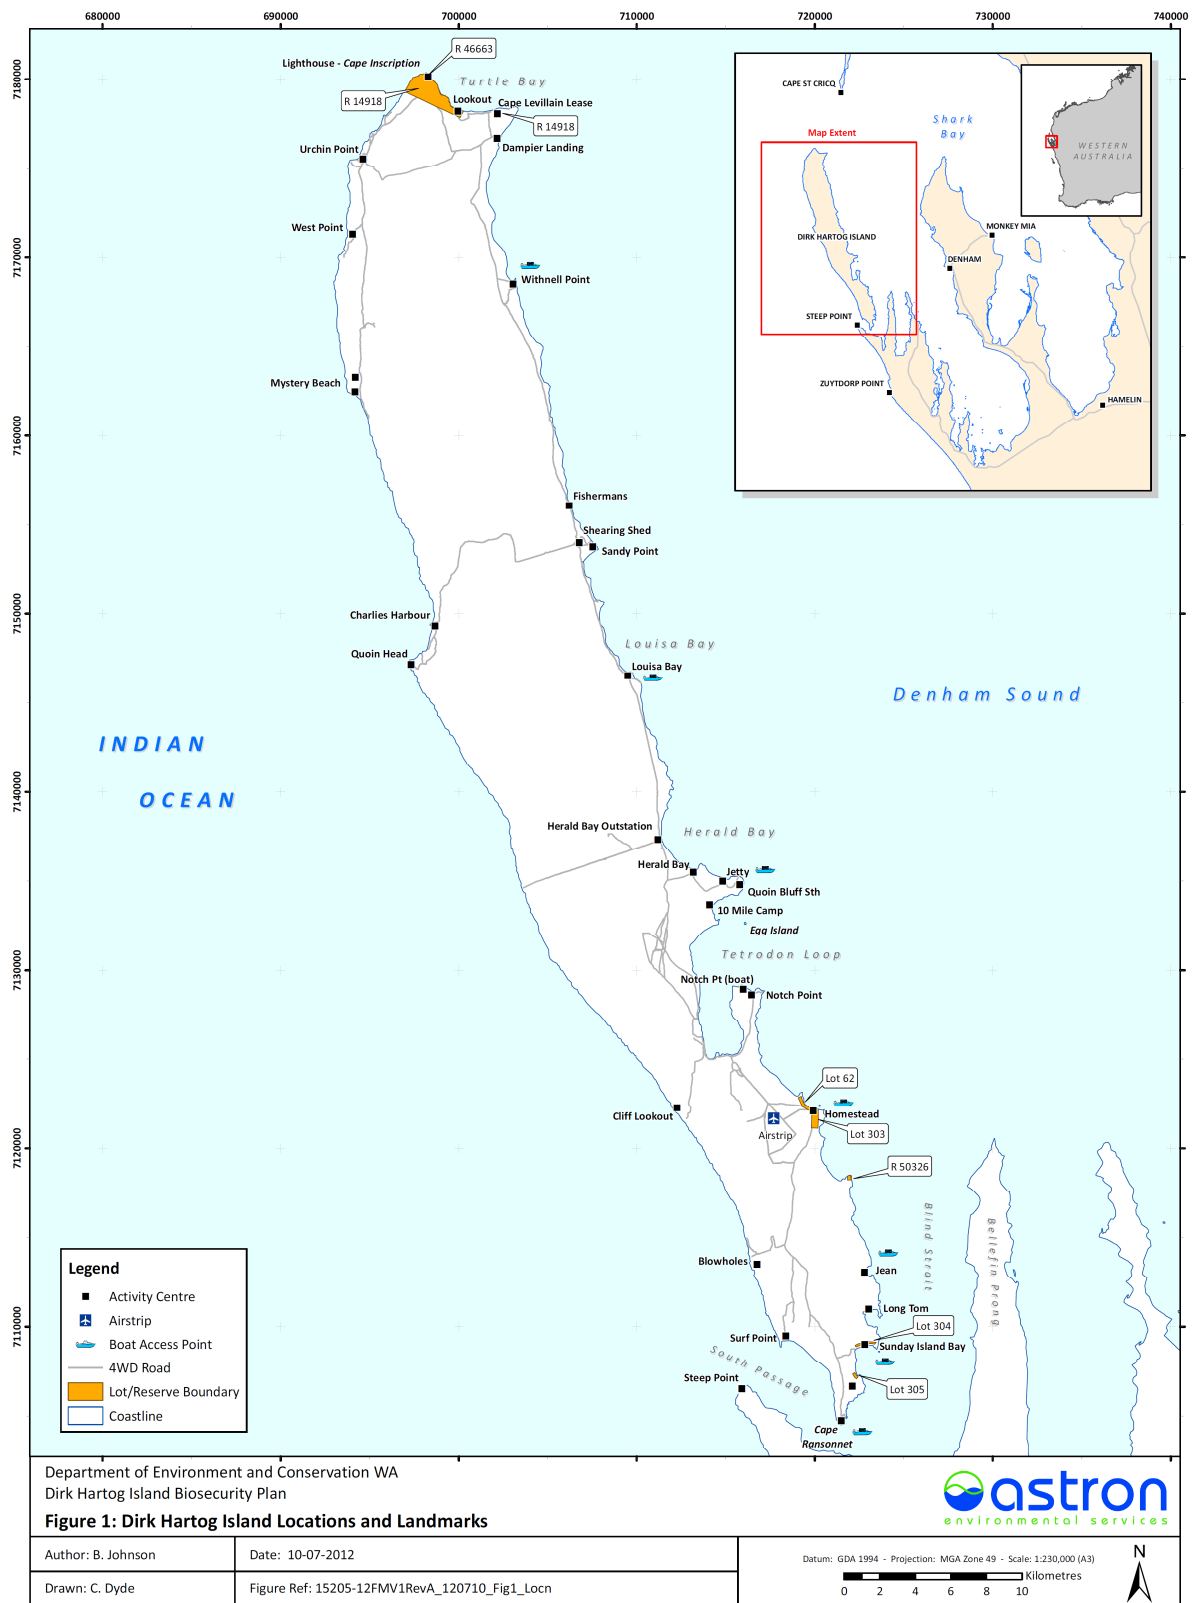 680000
690000
700000
710000
720000
730000
740000
7180000
7170000
7160000
7150000
7140000
7130000
7120000
7110000
R 46663
Lighthouse - Cape Inscription
Turtle Bay
R 14918
Lookout
Cape Levillain Lease
R 14918
Dampier Landing
Urchin Point
West Point
Withnell Point
Mystery Beach
Fishermans
Shearing Shed
Sandy Point
Charlies Harbour
Quoin Head
Louisa Bay
Louisa Bay
Denham Sound
INDIAN
OCEAN
Herald Bay Outstation
Herald Bay
Herald Bay
Jetty
Quoin Bluff Sth
10 Mile Camp
Egg Island
Tetrodon Loop
Notch Pt (boat)
Notch Point
Lot 62
Cliff Lookout
Homestead
Airstrip
Lot 303
R 50326
Blind Strait
Bellefin Prong
Blowholes
Jean
Long Tom
Lot 304
Surf Point
Sunday Island Bay
South Passage
Steep Point
Lot 305
Cape
Ransonnet
CAPE ST CRICQ
Shark
Bay
Map Extent
WESTERN
AUSTRALIA
MONKEY MIA
DIRK HARTOG ISLAND
DENHAM
STEEP POINT
ZUYTDORP POINT
HAMELIN
Legend
Activity Centre
Airstrip
Boat Access Point
4WD Road
Lot/Reserve Boundary
Coastline
Department of Environment and Conservation WA
Dirk Hartog Island Biosecurity Plan
Figure 1: Dirk Hartog Island Locations and Landmarks
astron
environmental services
Author: B. Johnson
Date: 10-07-2012
Drawn: C. Dyde
Figure Ref: 15205-12FMV1RevA_120710_Fig1_Locn
Datum: GDA 1994 - Projection: MGA Zone 49 - Scale: 1:230,000 (A3)
Kilometres
0 2 4 6 8 10
N